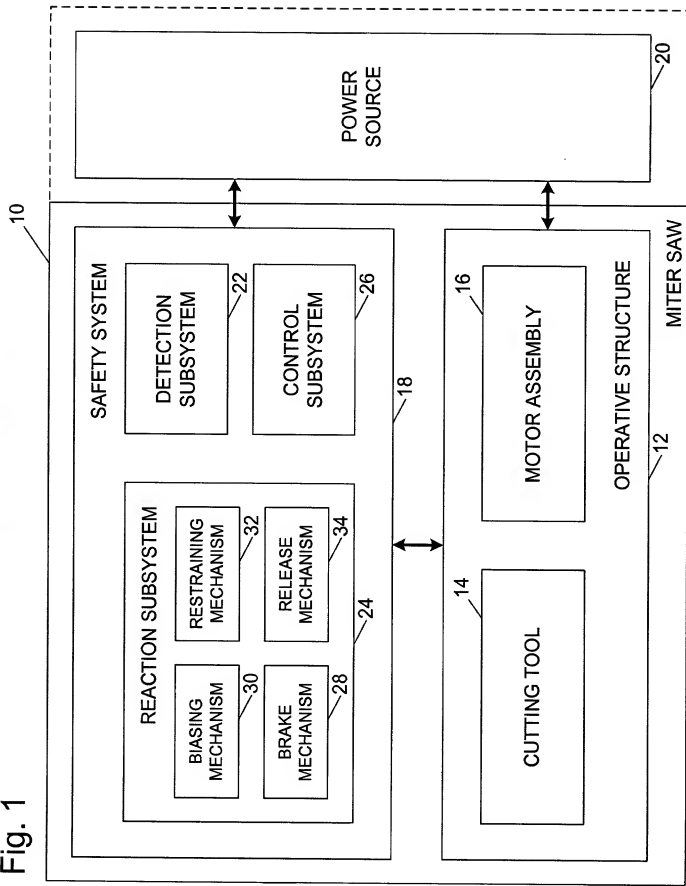 Fig. 1
10
SAFETY SYSTEM
REACTION SUBSYSTEM
BIASING
MECHANISM
30
RESTRAINING
MECHANISM
32
BRAKE
MECHANISM
28
RELEASE
MECHANISM
34
24
DETECTION
SUBSYSTEM
22
CONTROL
SUBSYSTEM
26
18
POWER
SOURCE
20
14
CUTTING TOOL
16
MOTOR ASSEMBLY
OPERATIVE STRUCTURE
12
MITER SAW